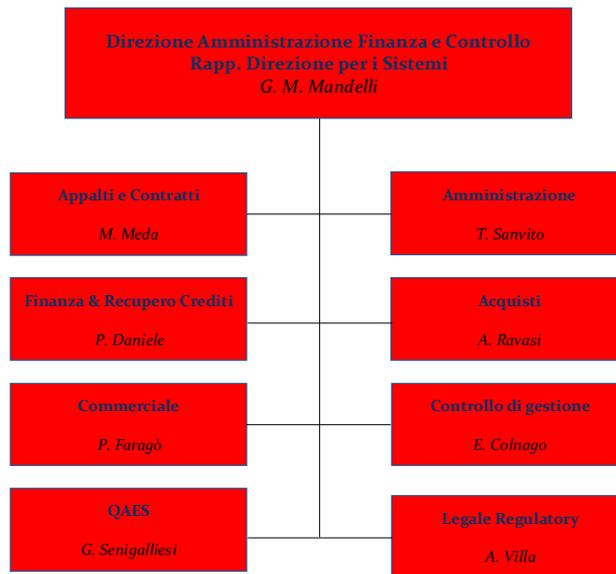 Direzione Amministrazione Finanza e Controllo
Rapp. Direzione per i Sistemi
G. M. Mandelli
Appalti e Contratti
M. Meda
Amministrazione
T. Sanvito
Finanza & Recupero Crediti
P. Daniele
Acquisti
A. Ravasi
Commerciale
P. Faragò
Controllo di gestione
E. Colnago
QAES
G. Senigalliesi
Legale Regulatory
A. Villa